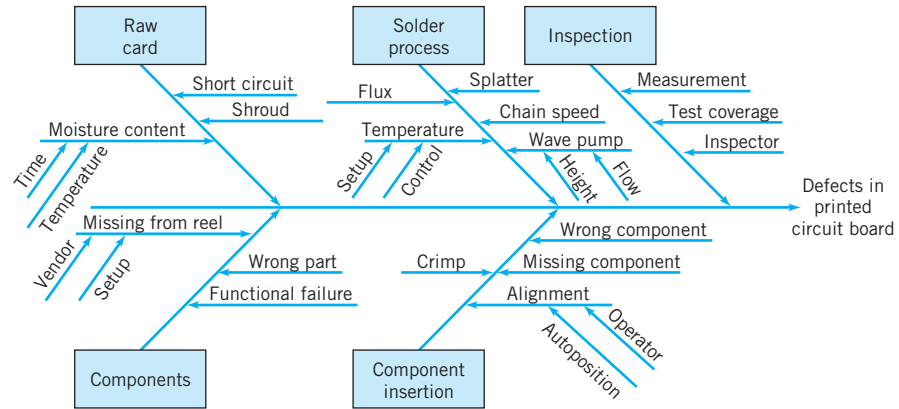 Raw
card
Solder
process
Inspection
Short circuit
Shroud
Moisture content
Time
Temperature
Flux
Splatter
Chain speed
Temperature
Wave pump
Setup
Control
Height
Flow
Measurement
Test coverage
Inspector
Defects in
printed
circuit board
Missing from reel
Vendor
Setup
Wrong part
Functional failure
Wrong component
Crimp
Missing component
Alignment
Operator
Autoposition
Components
Component
insertion